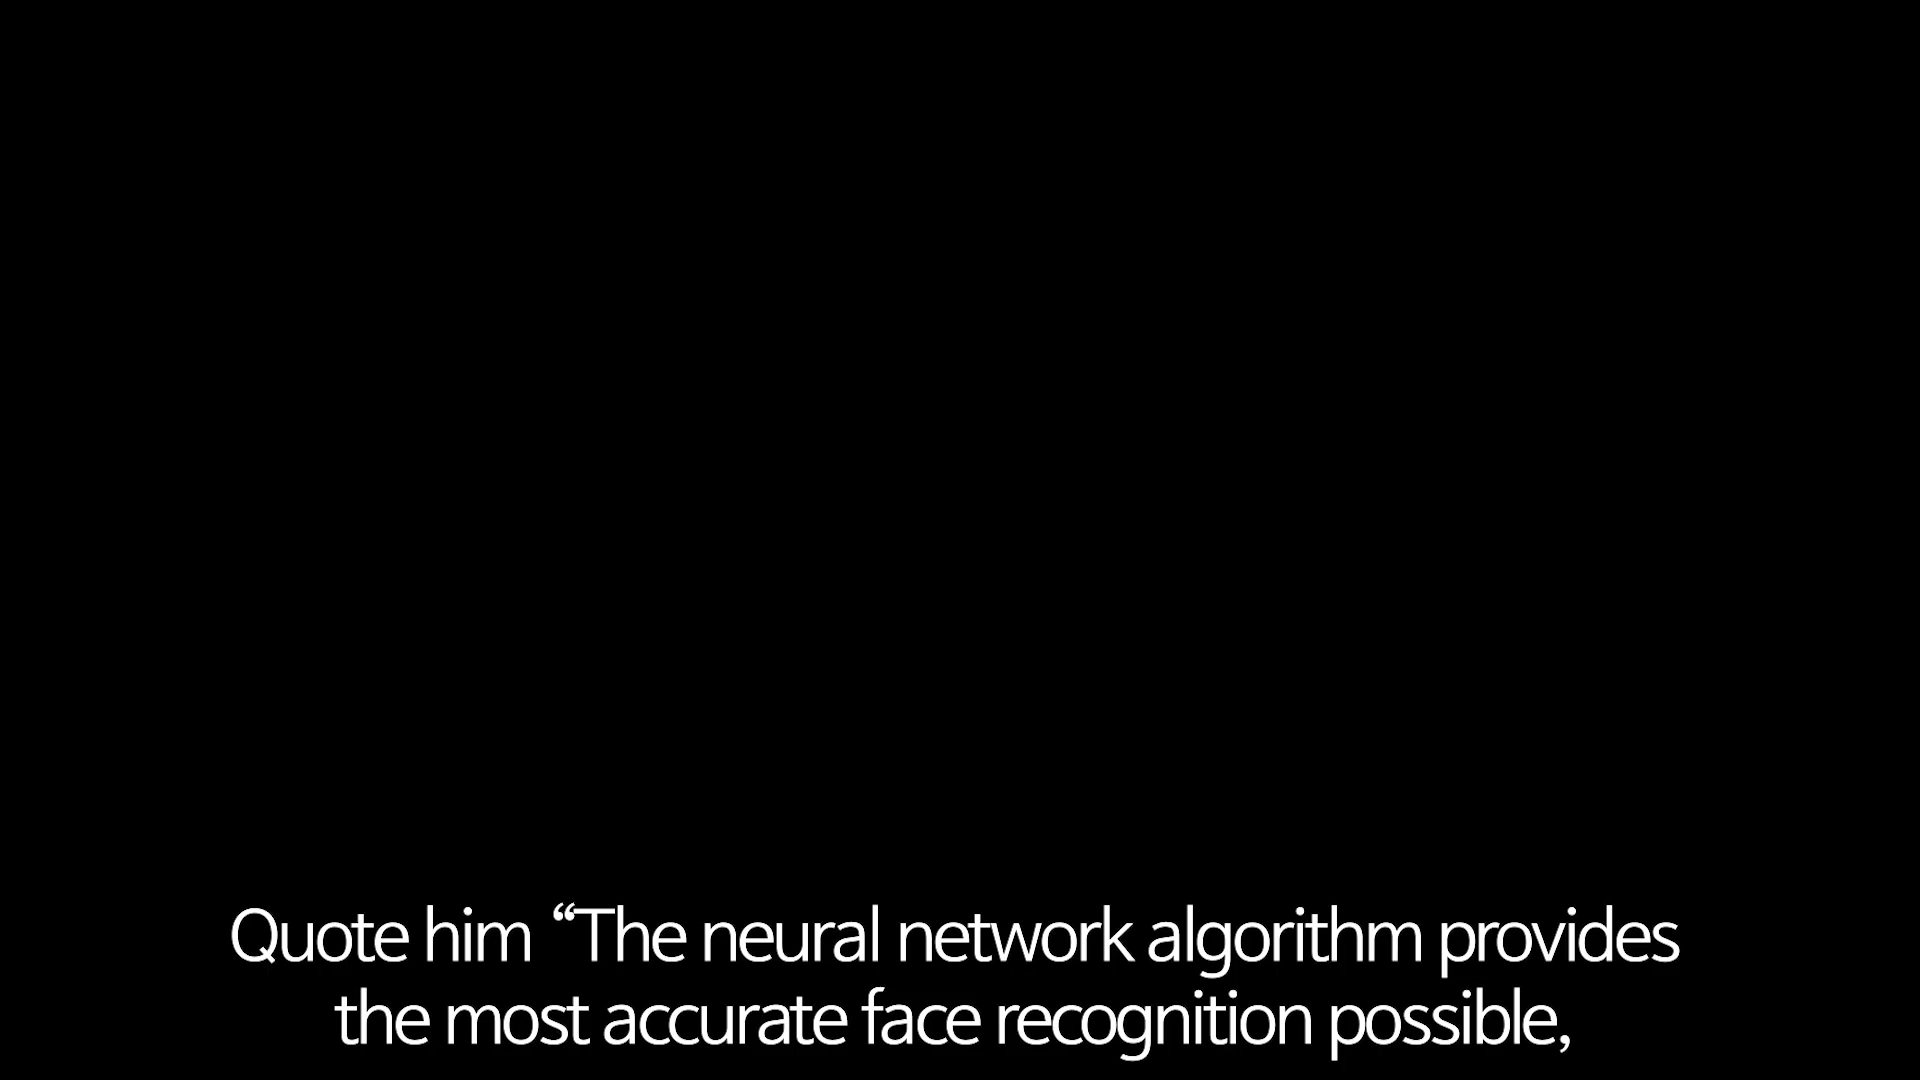 Quote him “The neural network algorithm provides
the most accurate face recognition possible,